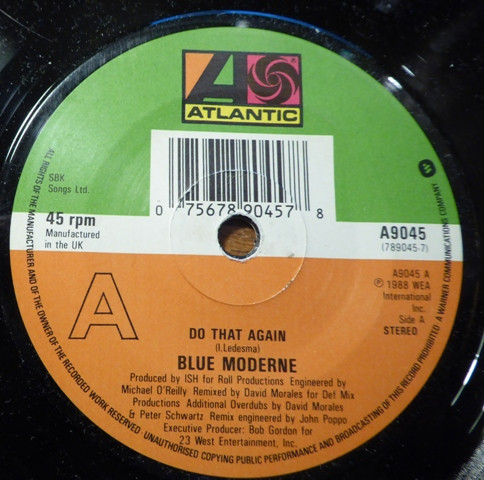 ATLANTIC
SBK
Songs Ltd.
0 75678 90457 8
45 rpm
Manufactured
in the UK
A9045
(789045-7)
A9045 A
Ⓟ 1988 WEA
International
Inc.
Side A
STEREO
A
DO THAT AGAIN
(I.Ledesma)
BLUE MODERNE
Produced by ISH for Roll Productions Engineered by
Michael O'Reilly Remixed by David Morales for Def Mix
Productions Additional Overdubs by David Morales
& Peter Schwartz Remix engineered by John Poppo
Executive Producer: Bob Gordon for
23 West Entertainment, Inc.
ALL RIGHTS OF THE MANUFACTURER AND OF THE OWNER OF THE RECORDED WORK RESERVED. UNAUTHORISED COPYING PUBLIC PERFORMANCE AND BROADCASTING OF THIS RECORD PROHIBITED. A WARNER COMMUNICATIONS COMPANY